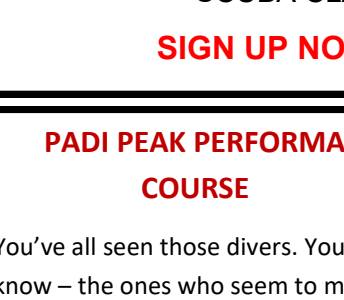 SIGN UP NO
PADI PEAK PERFORMA
COURSE
You’ve all seen those divers. You
know – the ones who seem to m